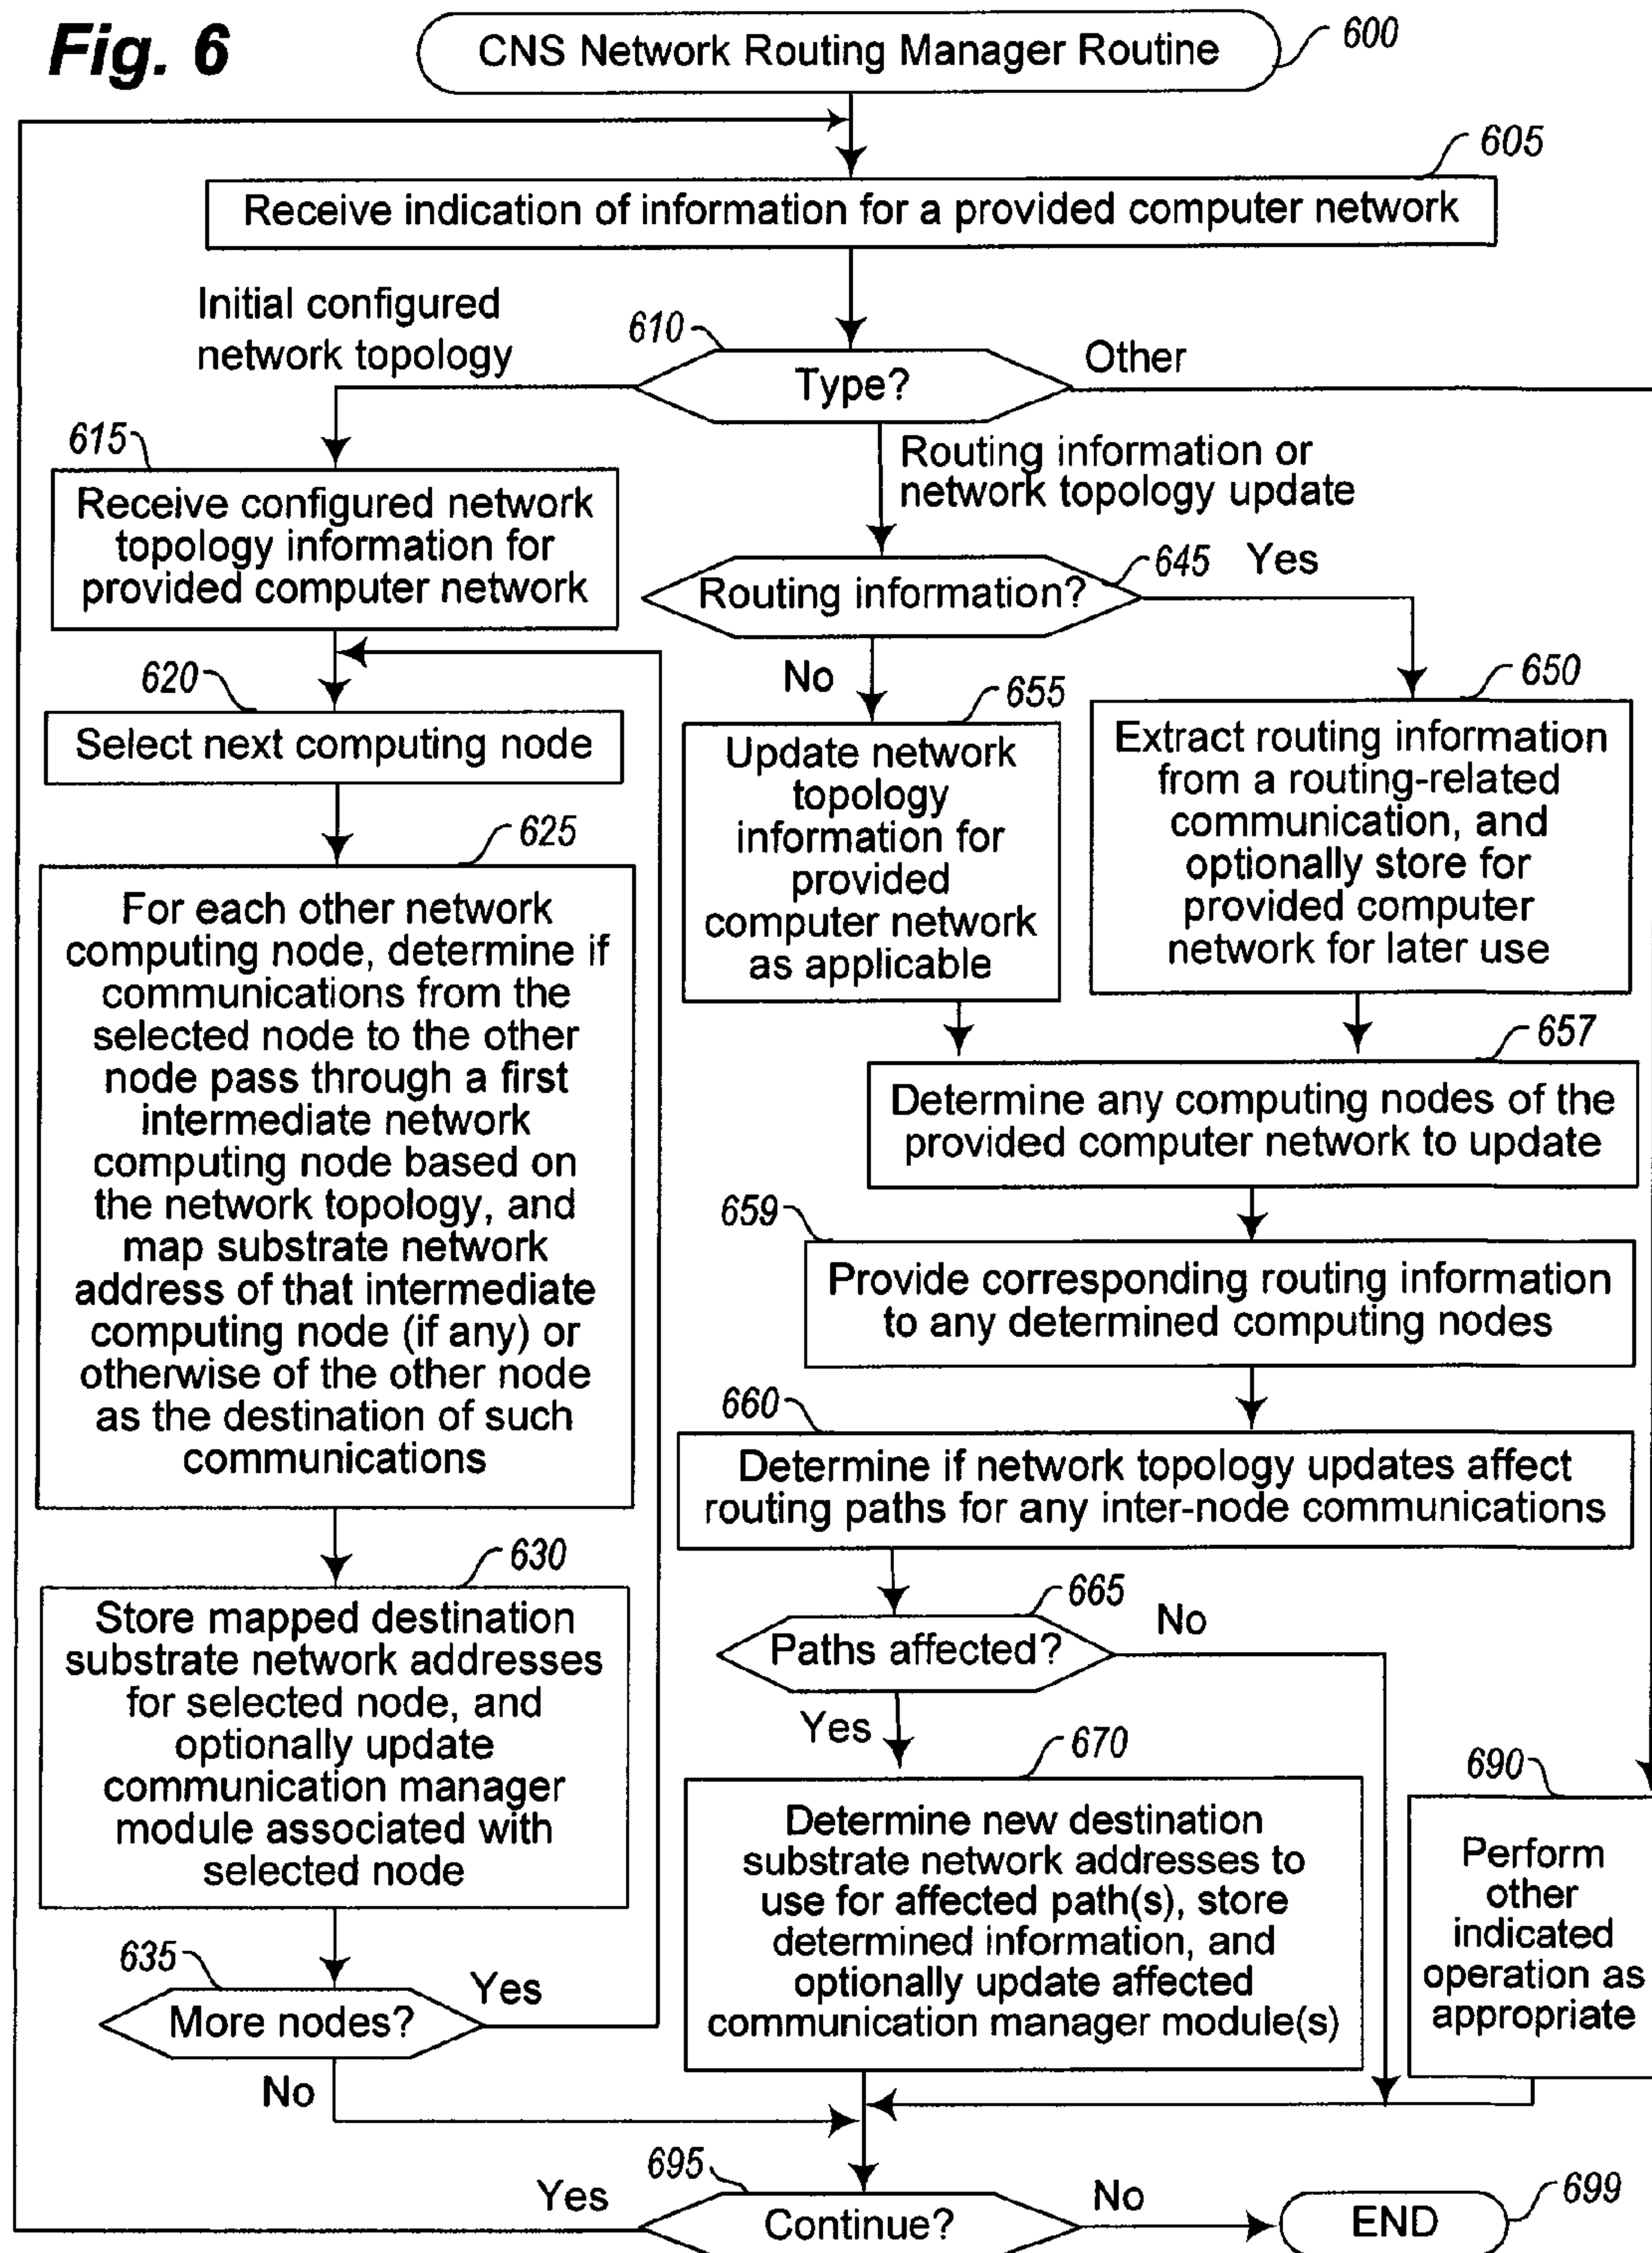 Fig. 6
CNS Network Routing Manager Routine
600
605
Receive indication of information for a provided computer network
Initial configured
network topology
610
Type?
Other
615
Receive configured network
topology information for
provided computer network
Routing information or
network topology update
Routing information?
645
Yes
No
620
Select next computing node
655
Update network
topology
information for
provided
computer network
as applicable
650
Extract routing information
from a routing-related
communication, and
optionally store for
provided computer
network for later use
625
For each other network
computing node, determine if
communications from the
selected node to the other
node pass through a first
intermediate network
computing node based on
the network topology, and
map substrate network
address of that intermediate
computing node (if any) or
otherwise of the other node
as the destination of such
communications
657
Determine any computing nodes of the
provided computer network to update
659
Provide corresponding routing information
to any determined computing nodes
660
Determine if network topology updates affect
routing paths for any inter-node communications
630
Store mapped destination
substrate network addresses
for selected node, and
optionally update
communication manager
module associated with
selected node
665
Paths affected?
No
Yes
670
Determine new destination
substrate network addresses to
use for affected path(s), store
determined information, and
optionally update affected
communication manager module(s)
690
Perform
other
indicated
operation as
appropriate
635
More nodes?
Yes
No
695
Yes
Continue?
No
END
699